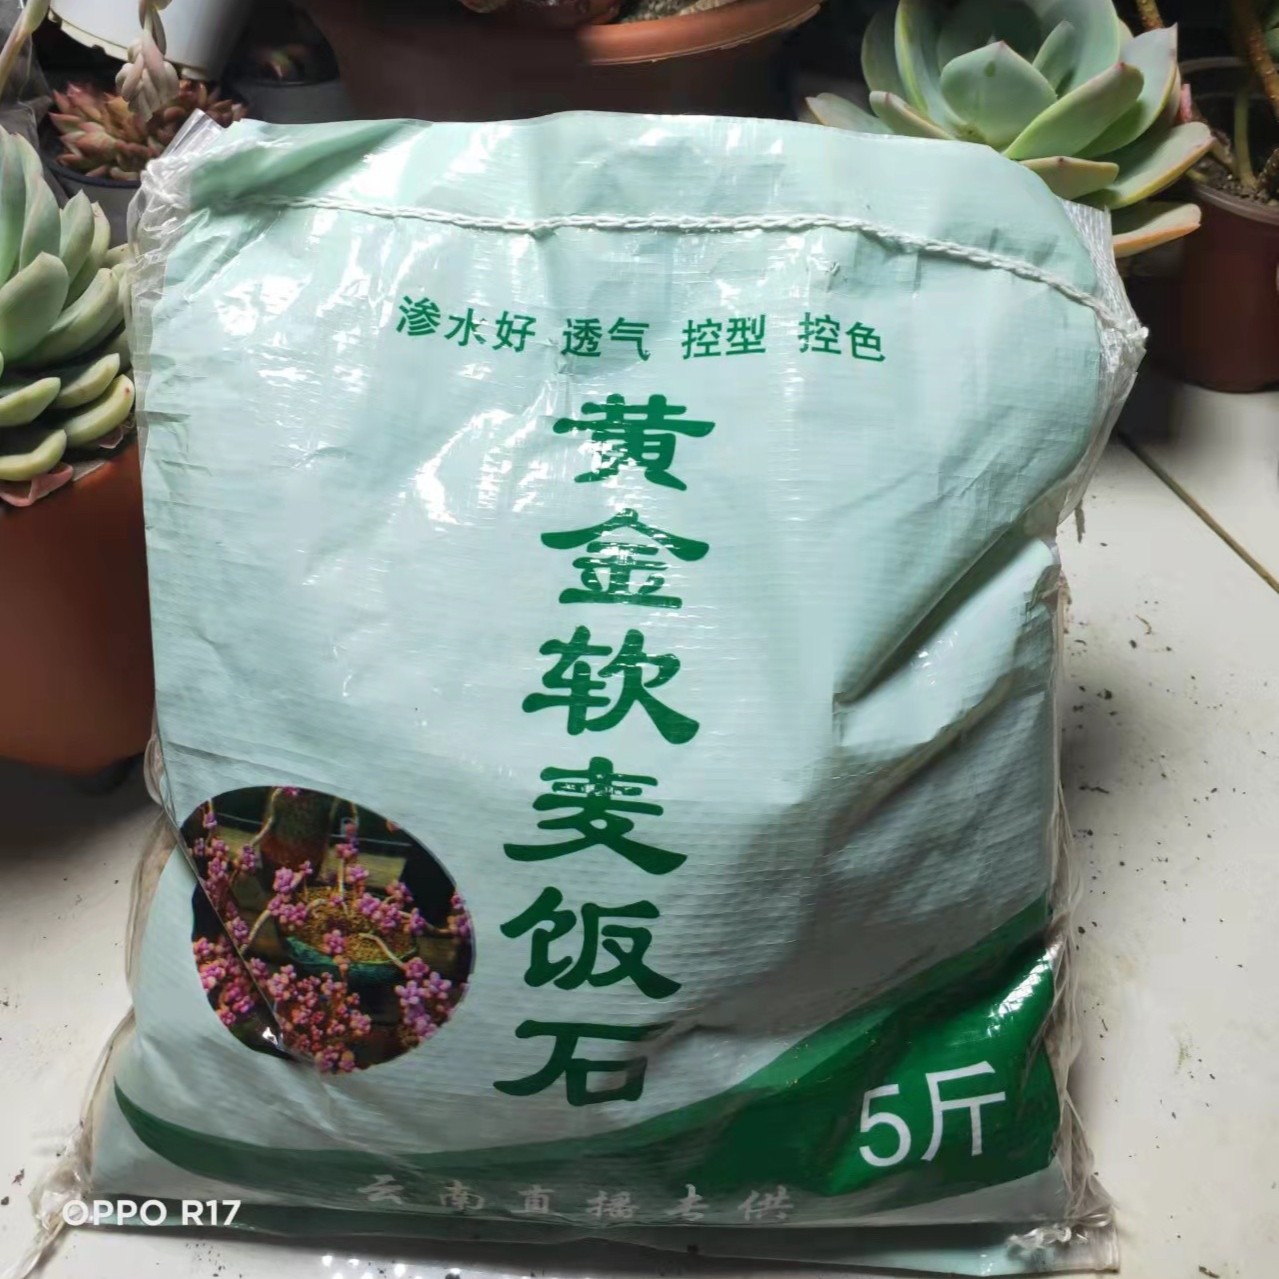 渗水好 透气 控型 控色
黄金软麦饭石
5斤
云南直播专供
OPPO R17